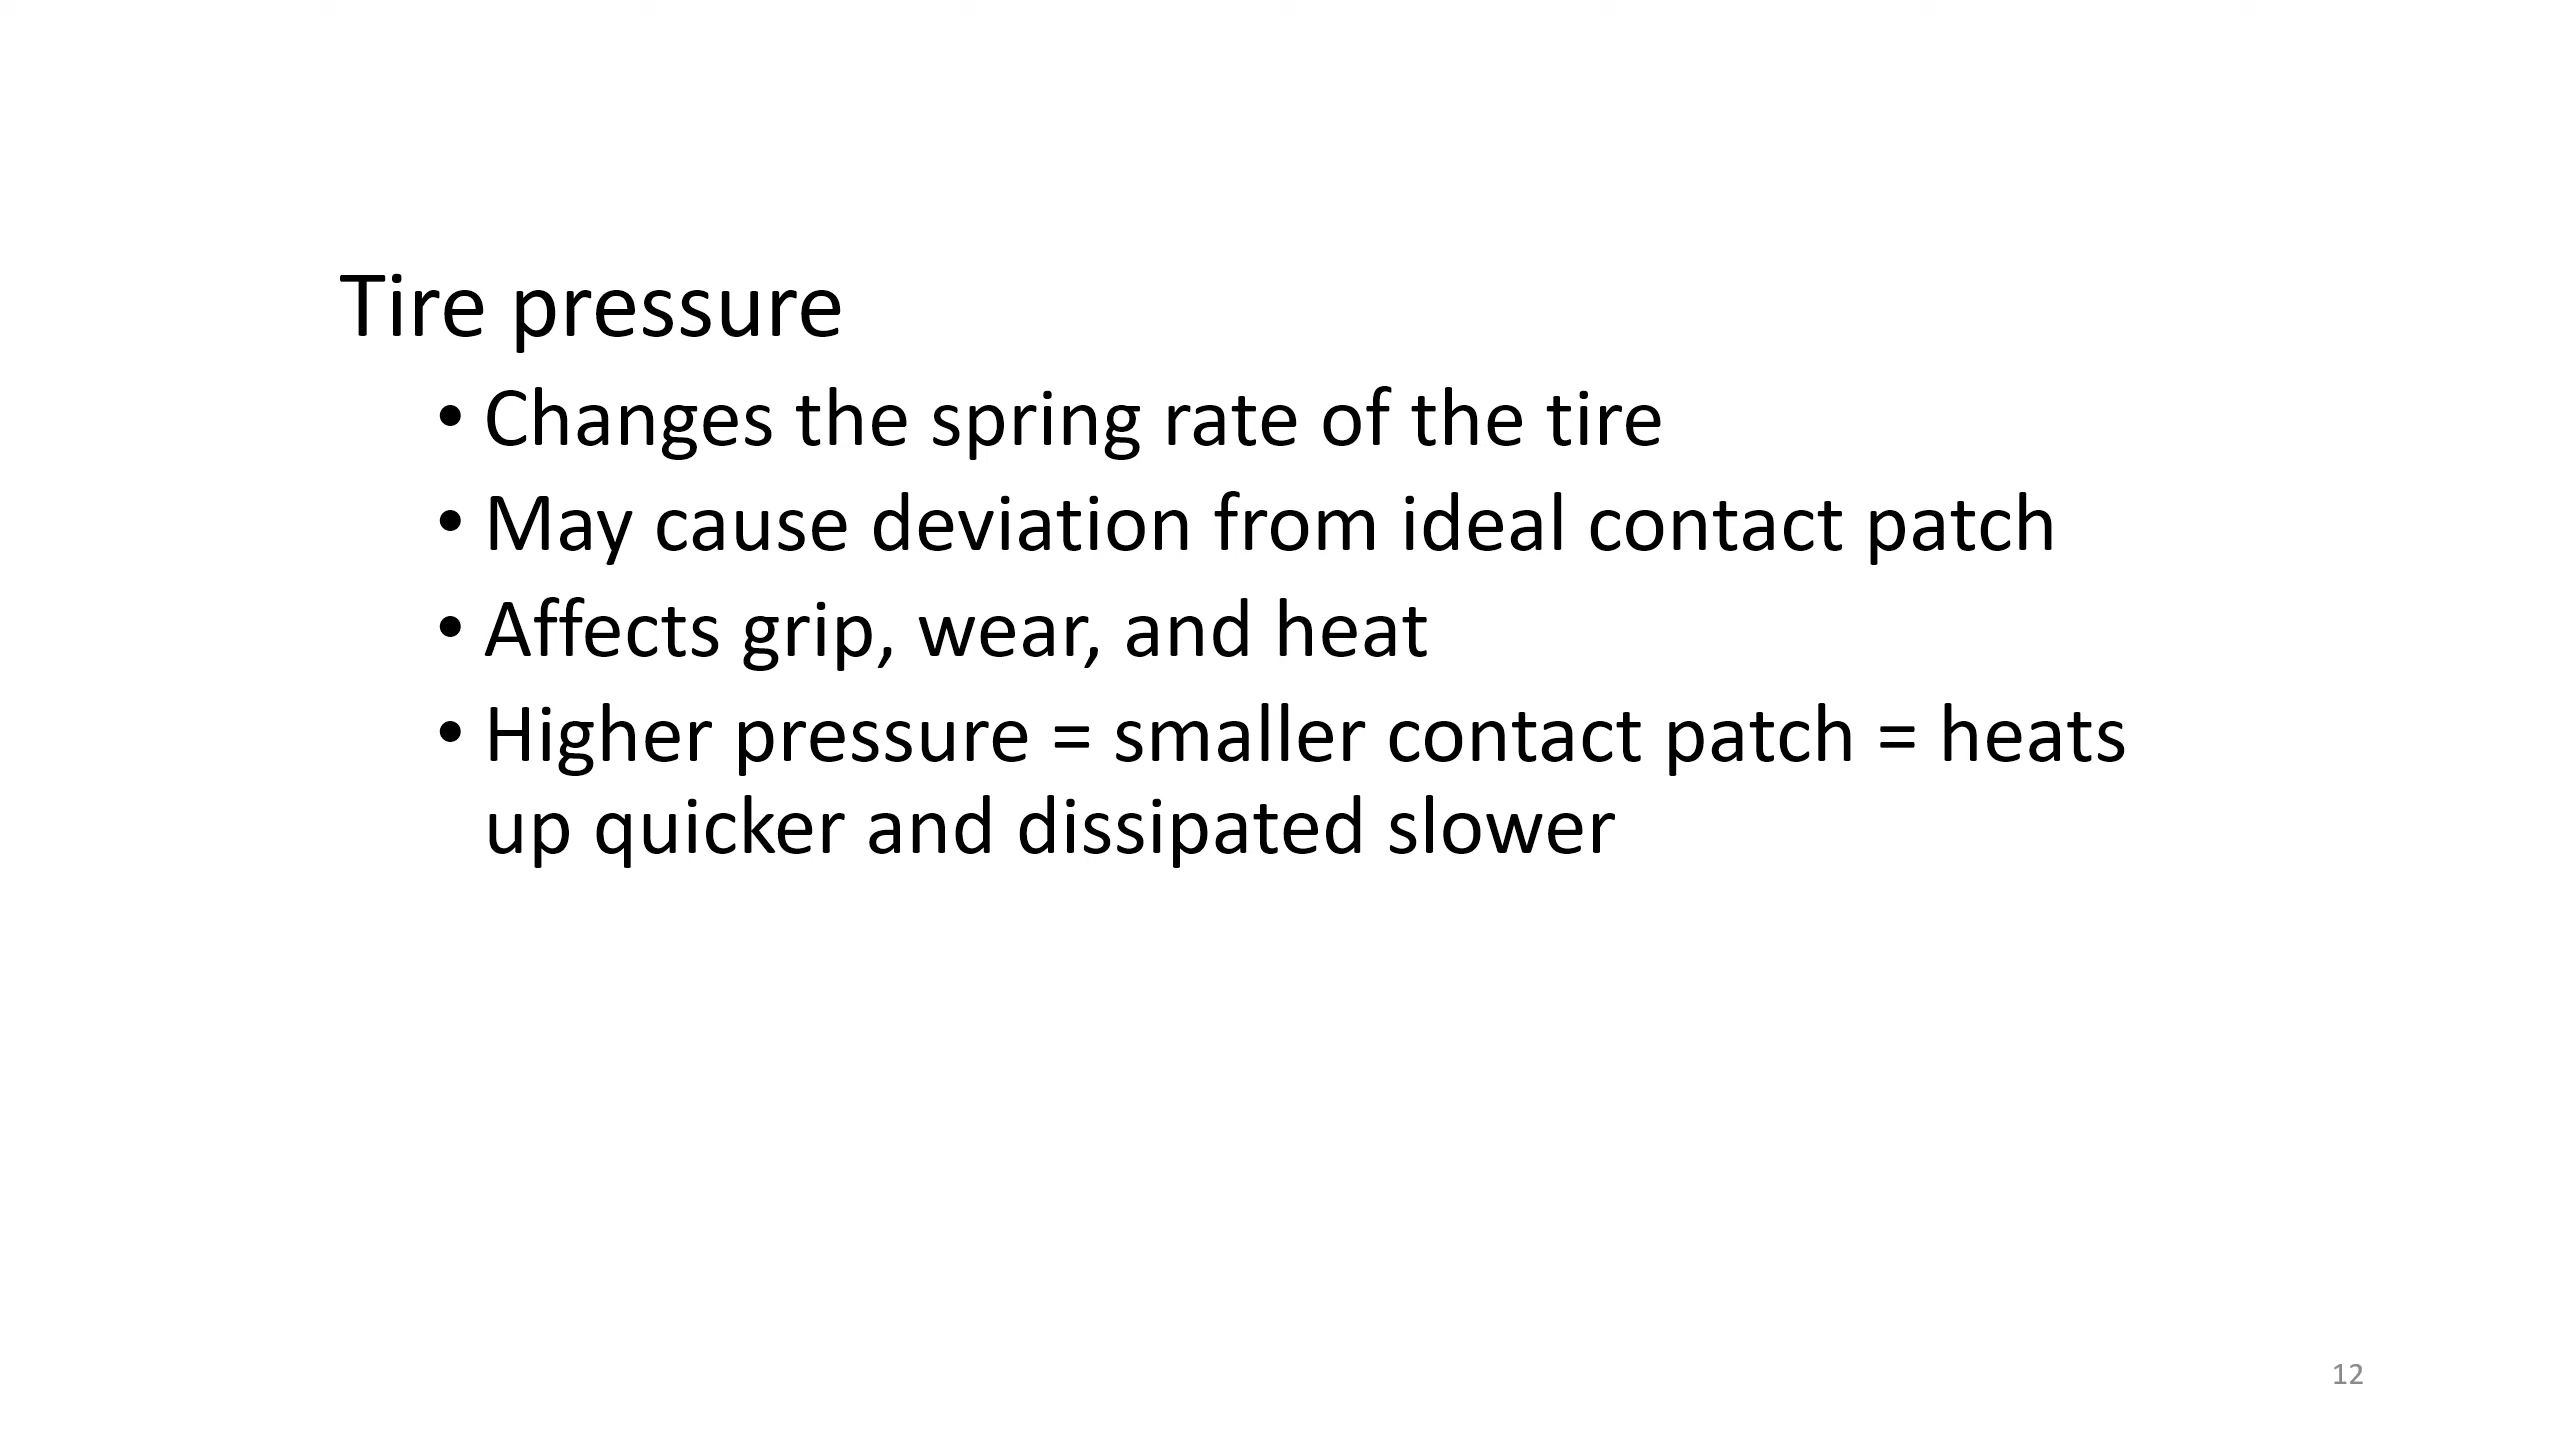 Tire pressure
• Changes the spring rate of the tire
• May cause deviation from ideal contact patch
• Affects grip, wear, and heat
• Higher pressure = smaller contact patch = heats
up quicker and dissipated slower
12